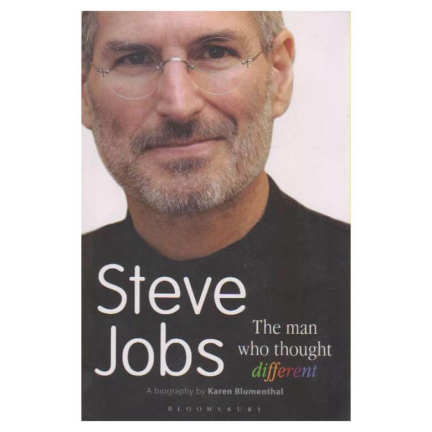 Steve
Jobs
The man
who thought
different
A biography by Karen Blumenthal
BLOOMSBURY